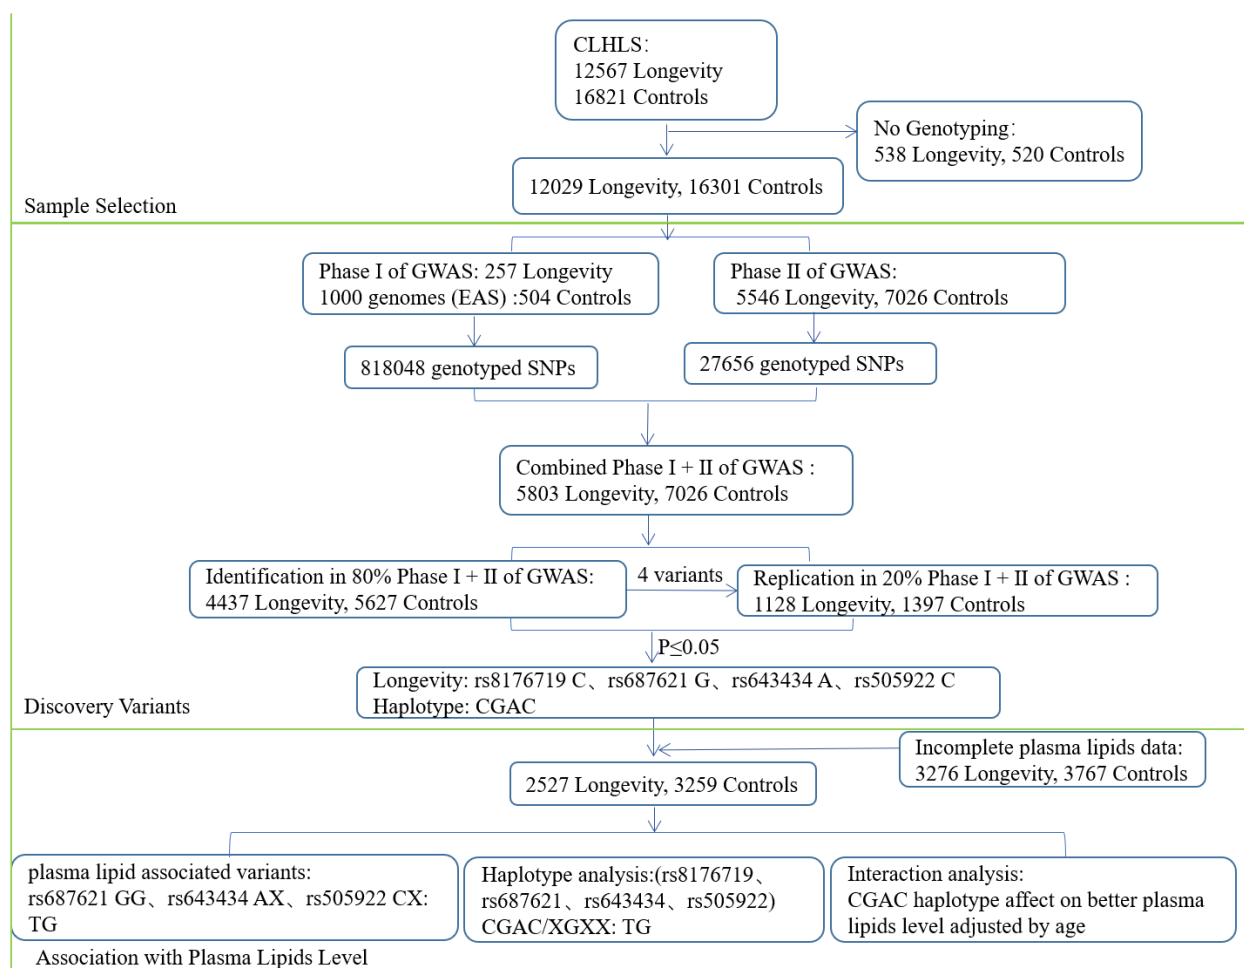 CLHLS：
12567 Longevity
16821 Controls
No Genotyping：
538 Longevity, 520 Controls
12029 Longevity, 16301 Controls
Sample Selection
Phase I of GWAS: 257 Longevity
1000 genomes (EAS) :504 Controls
Phase II of GWAS:
5546 Longevity, 7026 Controls
818048 genotyped SNPs
27656 genotyped SNPs
Combined Phase I + II of GWAS :
5803 Longevity, 7026 Controls
Identification in 80% Phase I + II of GWAS:
4437 Longevity, 5627 Controls
4 variants
Replication in 20% Phase I + II of GWAS :
1128 Longevity, 1397 Controls
P≤0.05
Longevity: rs8176719 C、rs687621 G、rs643434 A、rs505922 C
Haplotype: CGAC
Discovery Variants
Incomplete plasma lipids data:
3276 Longevity, 3767 Controls
2527 Longevity, 3259 Controls
plasma lipid associated variants:
rs687621 GG、rs643434 AX、rs505922 CX:
TG
Haplotype analysis:(rs8176719、
rs687621、rs643434、rs505922)
CGAC/XGXX: TG
Interaction analysis:
CGAC haplotype affect on better plasma
lipids level adjusted by age
Association with Plasma Lipids Level